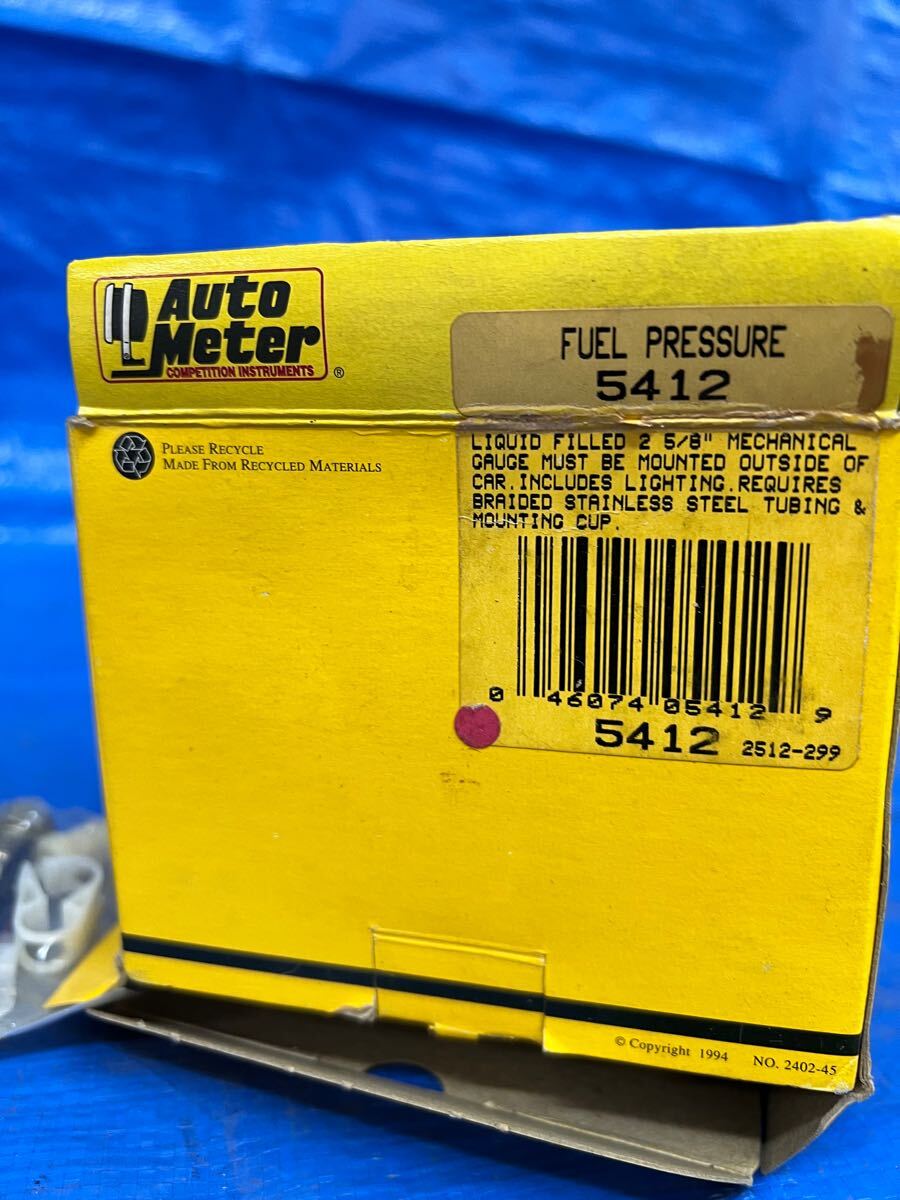 Auto
Meter
COMPETITION INSTRUMENTS ®
FUEL PRESSURE
5412
PLEASE RECYCLE
MADE FROM RECYCLED MATERIALS
LIQUID FILLED 2 5/8" MECHANICAL
GAUGE MUST BE MOUNTED OUTSIDE OF
CAR.INCLUDES LIGHTING.REQUIRES
BRAIDED STAINLESS STEEL TUBING &
MOUNTING CUP.
0 46074 05412 9
5412 2512-299
© Copyright 1994 NO. 2402-45